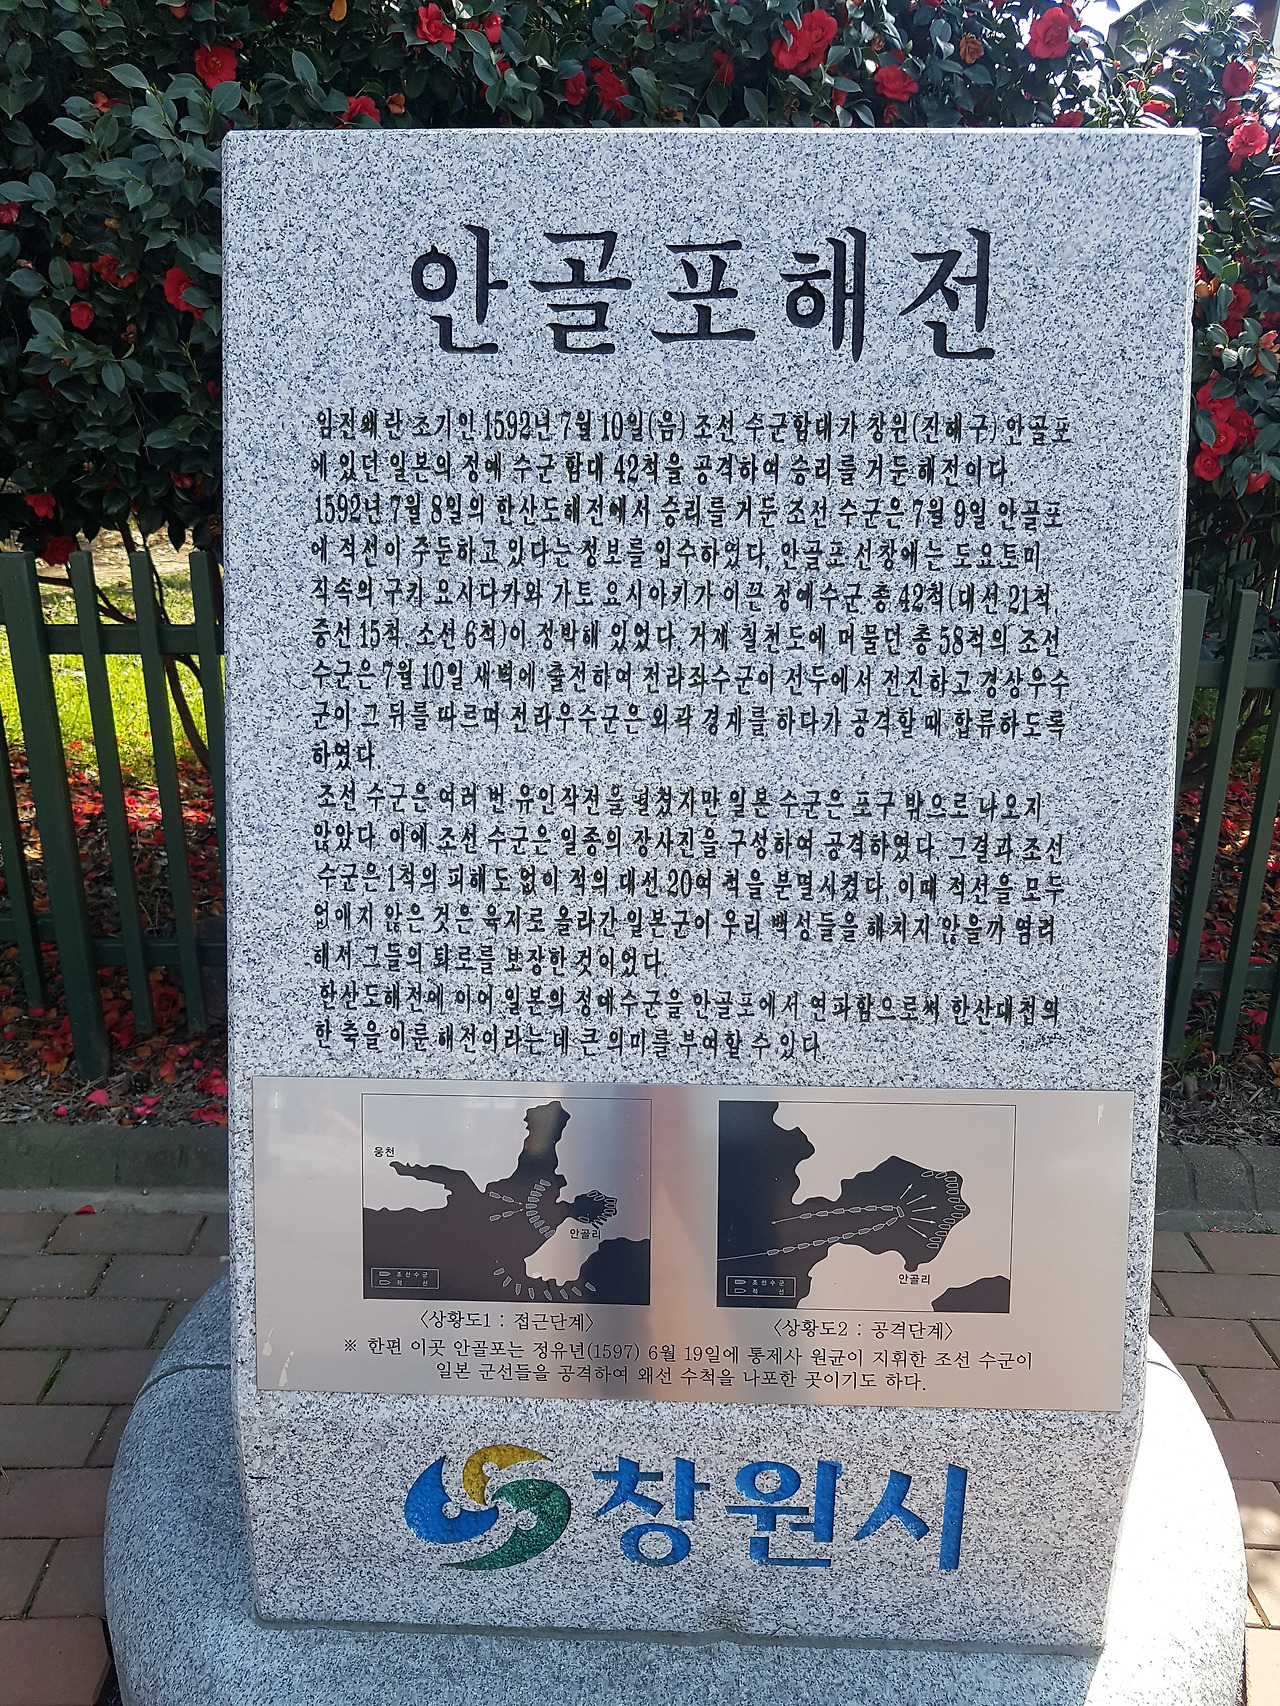 안골포해전
임진왜란 초기인 1592년 7월 10일(음) 조선 수군함대가 창원(진해구) 안골포
에 있던 일본의 정예 수군 함대 42척을 공격하여 승리를 거둔 해전이다.
1592년 7월 8일의 한산도해전에서 승리를 거둔 조선 수군은 7월 9일 안골포
에 적선이 주둔하고 있다는 정보를 입수하였다. 안골포 선창에는 도요토미
직속의 구키 요시다카와 가토 요시아키가 이끈 정예수군 총 42척(대선 21척,
중선 15척, 소선 6척)이 정박해 있었다. 거제 칠천도에 머물던 총 58척의 조선
수군은 7월 10일 새벽에 출전하여 전라좌수군이 선두에서 전진하고 경상우수
군이 그 뒤를 따르며 전라우수군은 외곽 경계를 하다가 공격할 때 합류하도록
하였다.
조선 수군은 여러 번 유인작전을 펼쳤지만 일본 수군은 포구 밖으로 나오지
않았다. 이에 조선 수군은 일종의 장사진을 구성하여 공격하였다. 그결과 조선
수군은 1척의 피해도 없이 적의 대선 20여 척을 분멸시켰다. 이때 적선을 모두
없애지 않은 것은 육지로 올라간 일본군이 우리 백성들을 해치지 않을까 염려
해서 그들의 퇴로를 보장한 것이었다.
한산도해전에 이어 일본의 정예수군을 안골포에서 연파함으로써 한산대첩의
한 축을 이룬 해전이라는 데 큰 의미를 부여할 수 있다.
웅천
안골리
조선수군
적 선
<상황도1 : 접근단계>
안골리
조선수군
적 선
<상황도2 : 공격단계>
※ 한편 이곳 안골포는 정유년(1597) 6월 19일에 통제사 원균이 지휘한 조선 수군이
일본 군선들을 공격하여 왜선 수척을 나포한 곳이기도 하다.
창원시